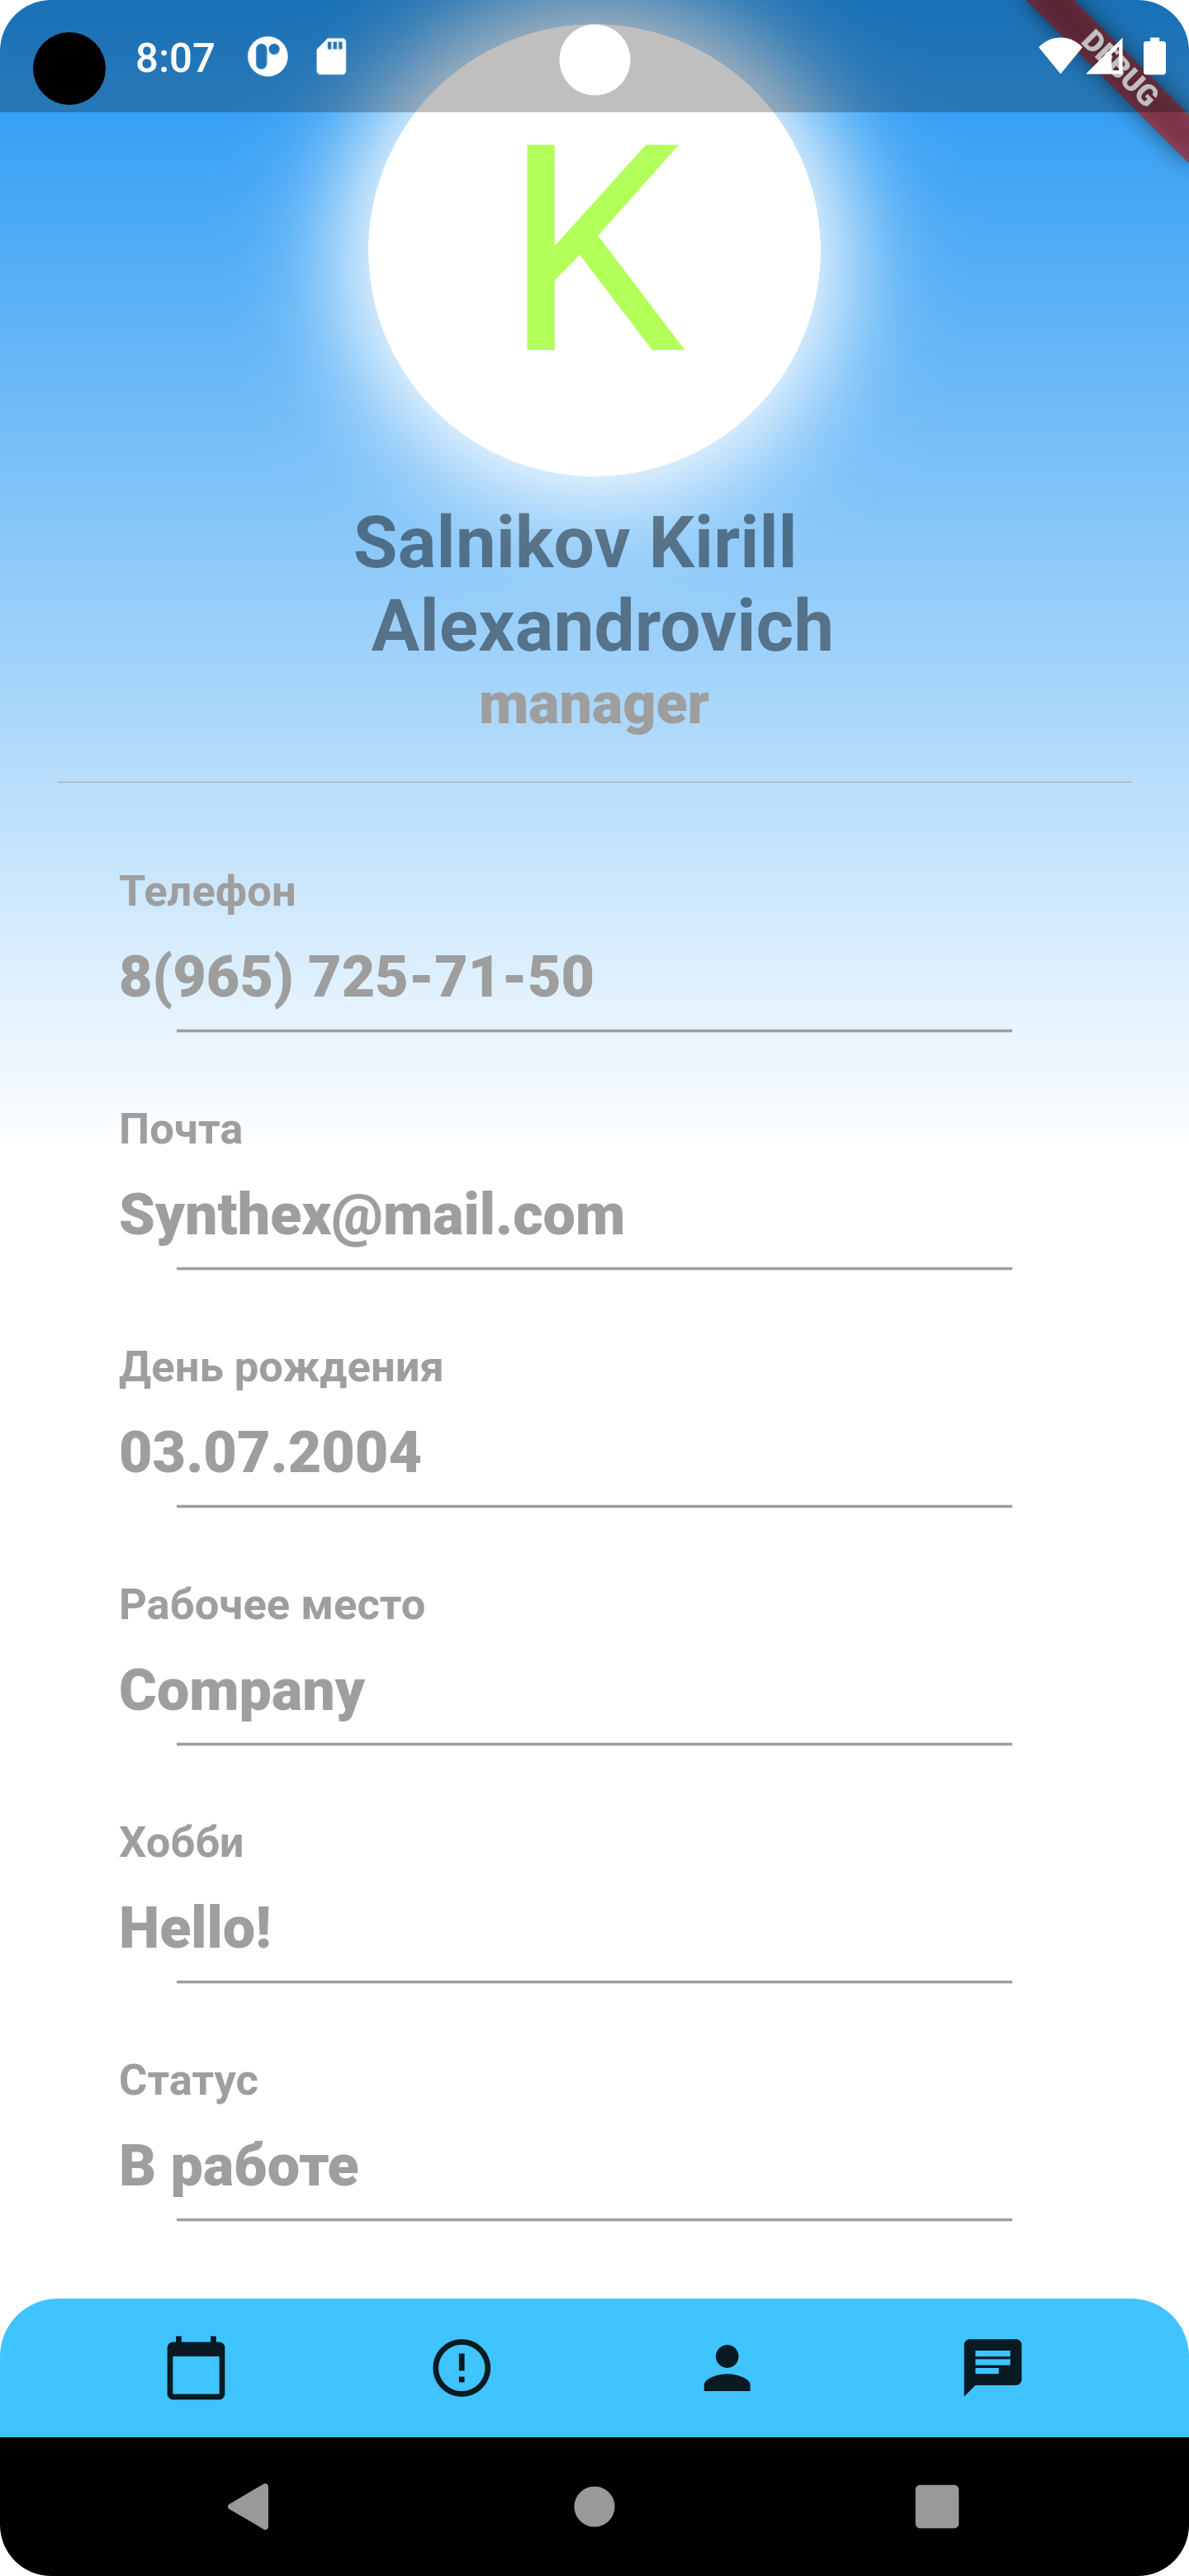 8:07
DEBUG
K
Salnikov Kirill
Alexandrovich
manager
Телефон
8(965) 725-71-50
Почта
Synthex@mail.com
День рождения
03.07.2004
Рабочее место
Company
Хобби
Hello!
Статус
В работе